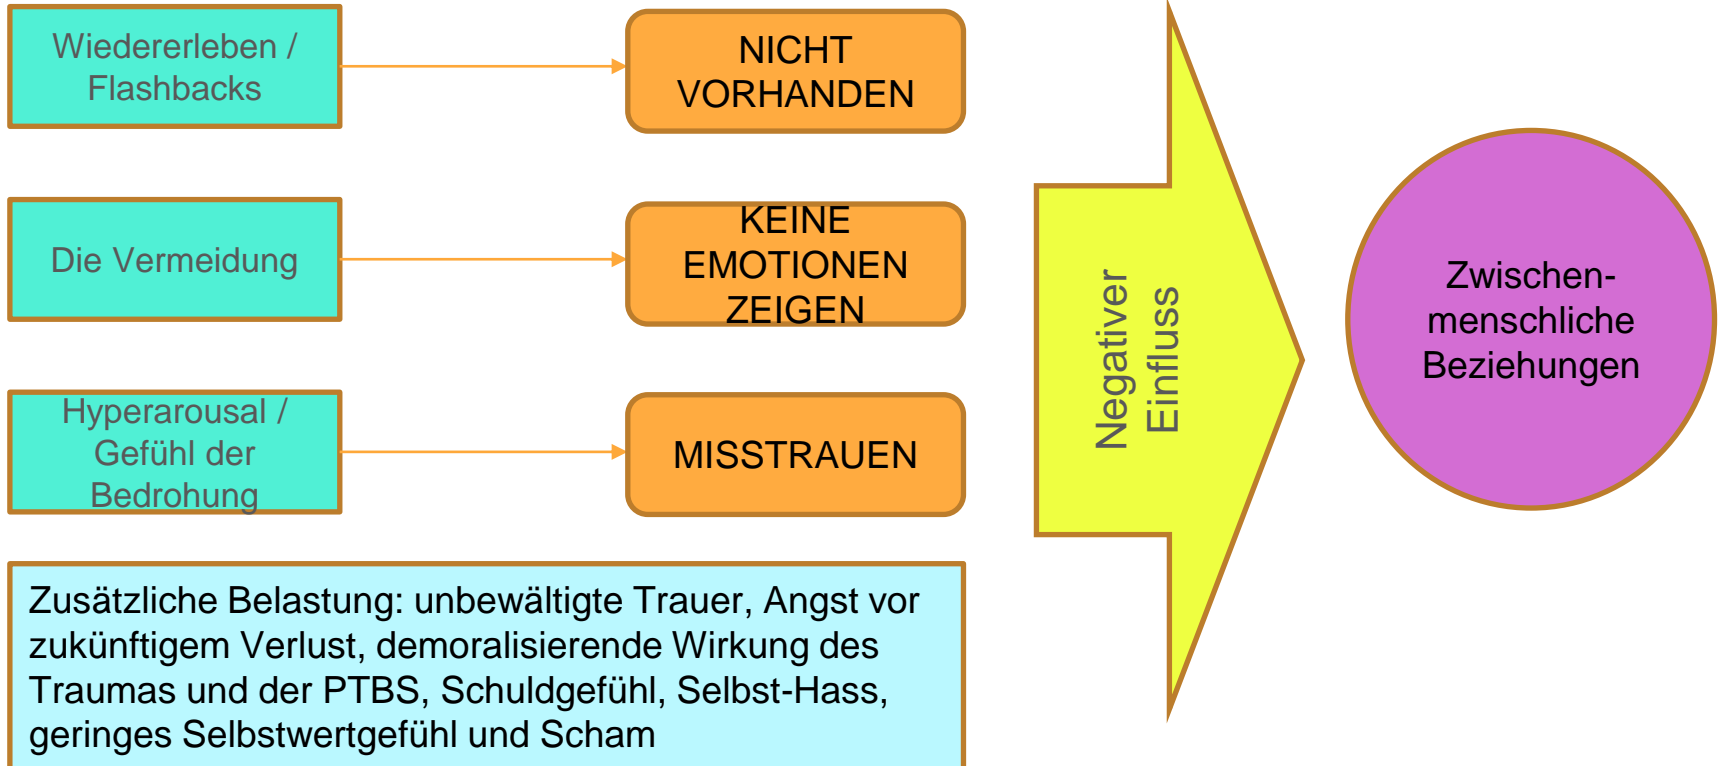 Wiedererleben /
Flashbacks
NICHT
VORHANDEN
Die Vermeidung
KEINE
EMOTIONEN
ZEIGEN
Hyperarousal /
Gefühl der
Bedrohung
MISSTRAUEN
Negativer
Einfluss
Zwischen-
menschliche
Beziehungen
Zusätzliche Belastung: unbewältigte Trauer, Angst vor
zukünftigem Verlust, demoralisierende Wirkung des
Traumas und der PTBS, Schuldgefühl, Selbst-Hass,
geringes Selbstwertgefühl und Scham